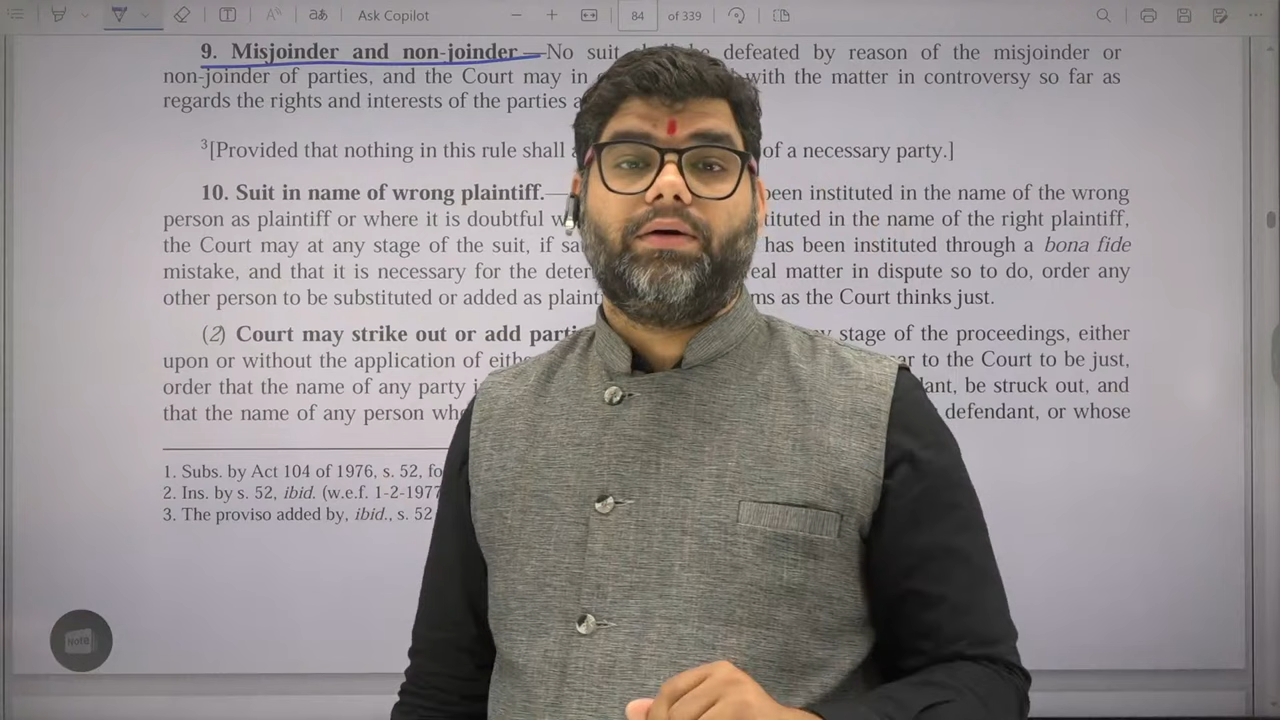 Ask Copilot
84 of 339
9. Misjoinder and non-joinder—No suit defeated by reason of the misjoinder or
non-joinder of parties, and the Court may in with the matter in controversy so far as
regards the rights and interests of the parties
3[Provided that nothing in this rule shall of a necessary party.]
10. Suit in name of wrong plaintiff.— been instituted in the name of the wrong
person as plaintiff or where it is doubtful tituted in the name of the right plaintiff,
the Court may at any stage of the suit, if has been instituted through a bona fide
mistake, and that it is necessary for the matter in dispute so to do, order any
other person to be substituted or added as as the Court thinks just.
(2) Court may strike out or add stage of the proceedings, either
upon or without the application of to the Court to be just,
order that the name of any party be struck out, and
that the name of any person defendant, or whose
1. Subs. by Act 104 of 1976, s. 52,
2. Ins. by s. 52, ibid. (w.e.f. 1-2-1977
3. The proviso added by, ibid., s. 52
NOTE